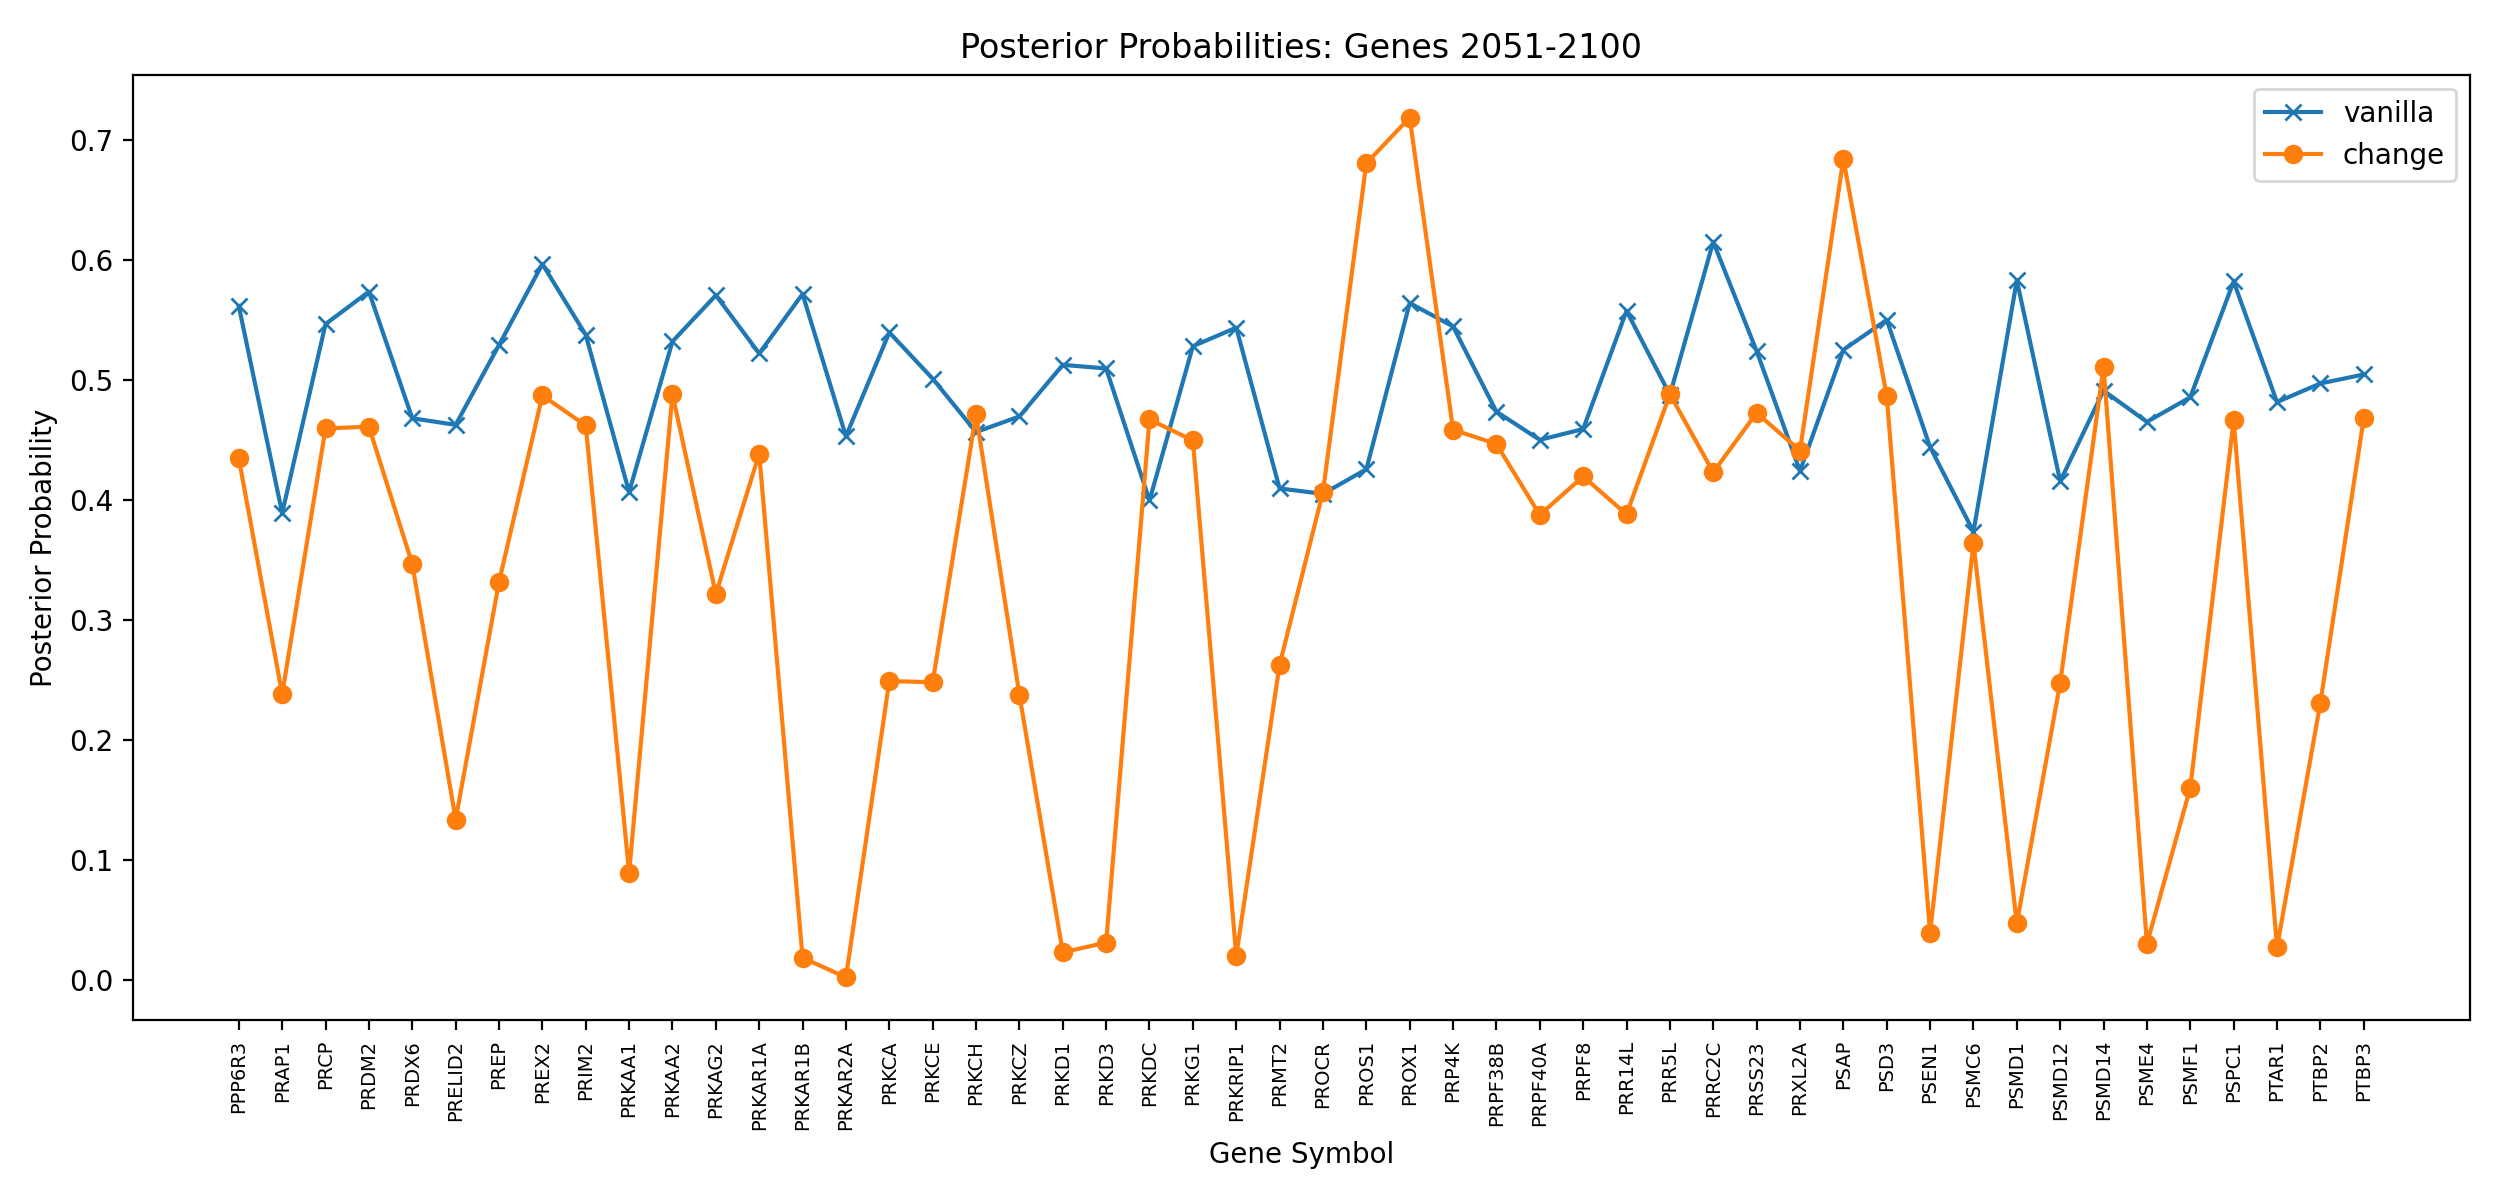 Posterior Probabilities: Genes 2051-2100
vanilla
change
Posterior Probability
0.7
0.6
0.5
0.4
0.3
0.2
0.1
0.0
PPP6R3
PRAP1
PRCP
PRDM2
PRDX6
PRELID2
PREP
PREX2
PRIM2
PRKAA1
PRKAA2
PRKAG2
PRKAR1A
PRKAR1B
PRKAR2A
PRKCA
PRKCE
PRKCH
PRKCZ
PRKD1
PRKD3
PRKDC
PRKG1
PRKRIP1
PRMT2
PROCR
PROS1
PROX1
PRP4K
PRPF38B
PRPF40A
PRPF8
PRR14L
PRR5L
PRRC2C
PRSS23
PRXL2A
PSAP
PSD3
PSEN1
PSMC6
PSMD1
PSMD12
PSMD14
PSME4
PSMF1
PSPC1
PTAR1
PTBP2
PTBP3
Gene Symbol